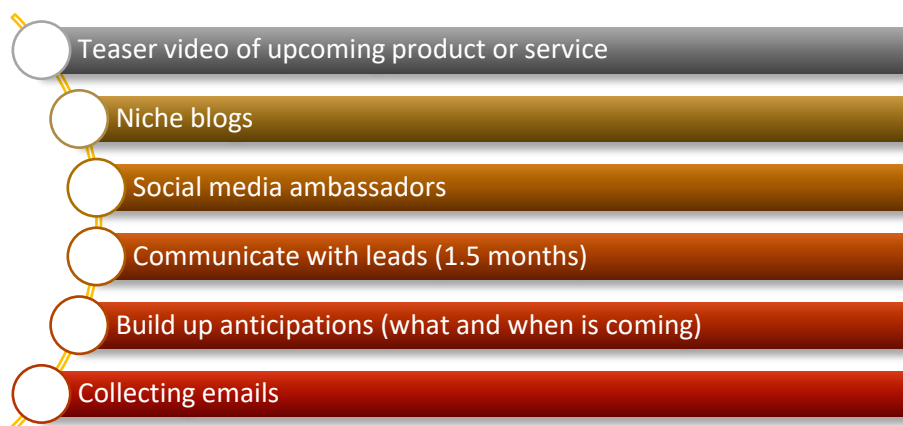 Teaser video of upcoming product or service
Niche blogs
Social media ambassadors
Communicate with leads (1.5 months)
Build up anticipations (what and when is coming)
Collecting emails